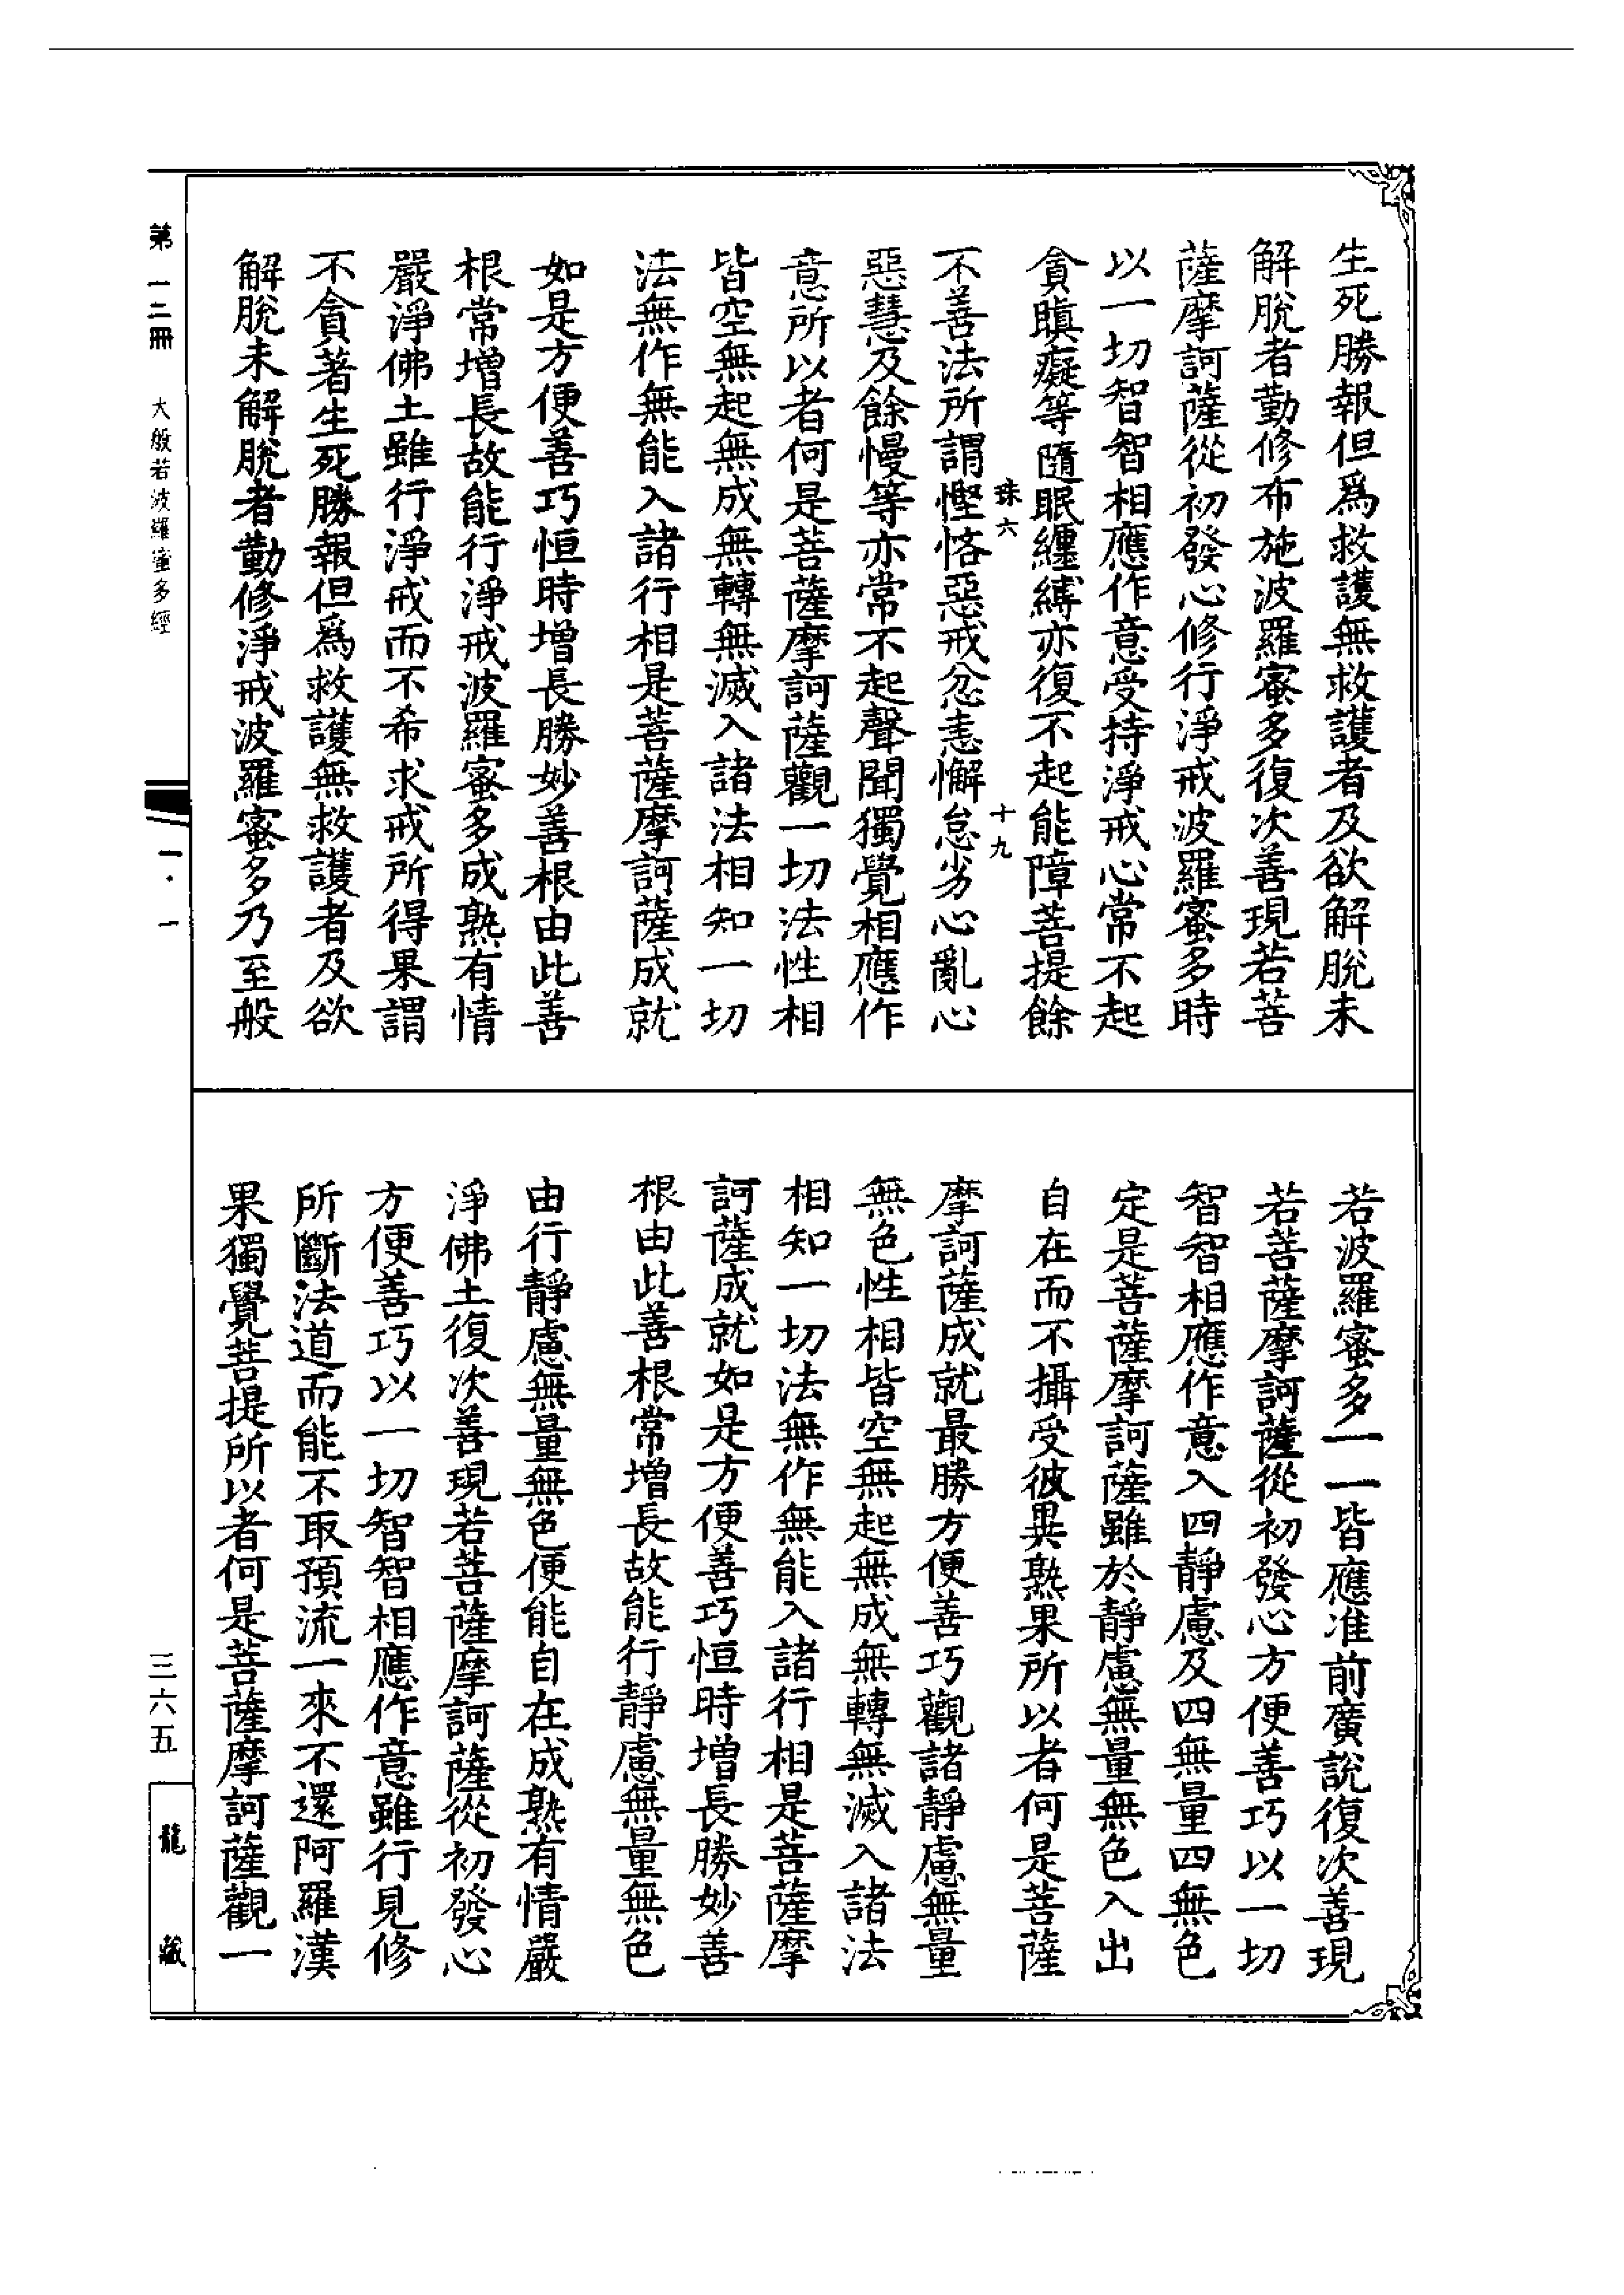 生死勝報但爲救護無救護者及欲解脫未
解脫者勤修布施波羅蜜多復次善現若菩
薩摩訶薩從初發心修行淨戒波羅蜜多時
以一切智智相應作意受持淨戒心常不起
貪瞋癡等隨眠纏縛亦復不起能障菩提餘
珠六 十九
不善法所謂慳悋惡戒忿恚懈怠劣心亂心
惡慧及餘慢等亦常不起聲聞獨覺相應作
意所以者何是菩薩摩訶薩觀一切法性相
皆空無起無成無轉無滅入諸法相知一切
法無作無能入諸行相是菩薩摩訶薩成就
如是方便善巧恒時增長勝妙善根由此善
根常增長故能行淨戒波羅蜜多成熟有情
嚴淨佛土雖行淨戒而不希求戒所得果謂
不貪著生死勝報但爲救護無救護者及欲
解脫未解脫者勤修淨戒波羅蜜多乃至般
若波羅蜜多一一皆應准前廣說復次善現
若菩薩摩訶薩從初發心方便善巧以一切
智智相應作意入四靜慮及四無量四無色
定是菩薩摩訶薩雖於靜慮無量無色入出
自在而不攝受彼異熟果所以者何是菩薩
摩訶薩成就最勝方便善巧觀諸靜慮無量
無色性相皆空無起無成無轉無滅入諸法
相知一切法無作無能入諸行相是菩薩摩
訶薩成就如是方便善巧恒時增長勝妙善
根由此善根常增長故能行靜慮無量無色
由行靜慮無量無色便能自在成熟有情嚴
淨佛土復次善現若菩薩摩訶薩從初發心
方便善巧以一切智智相應作意雖行見修
所斷法道而能不取預流一來不還阿羅漢
果獨覺菩提所以者何是菩薩摩訶薩觀一
第一二冊 大般若波羅蜜多經
一·一
三六五
龍藏